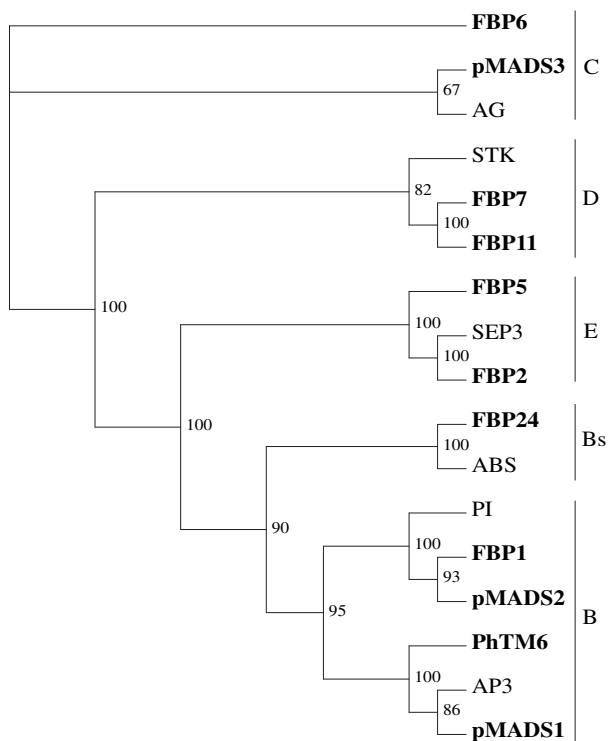 FBP6
pMADS3
C
67
AG
STK
82
FBP7
D
100
FBP11
FBP5
100
100
SEP3
E
100
FBP2
FBP24
100
100
Bs
ABS
PI
90
100
FBP1
93
pMADS2
95
B
PhTM6
100
AP3
86
pMADS1